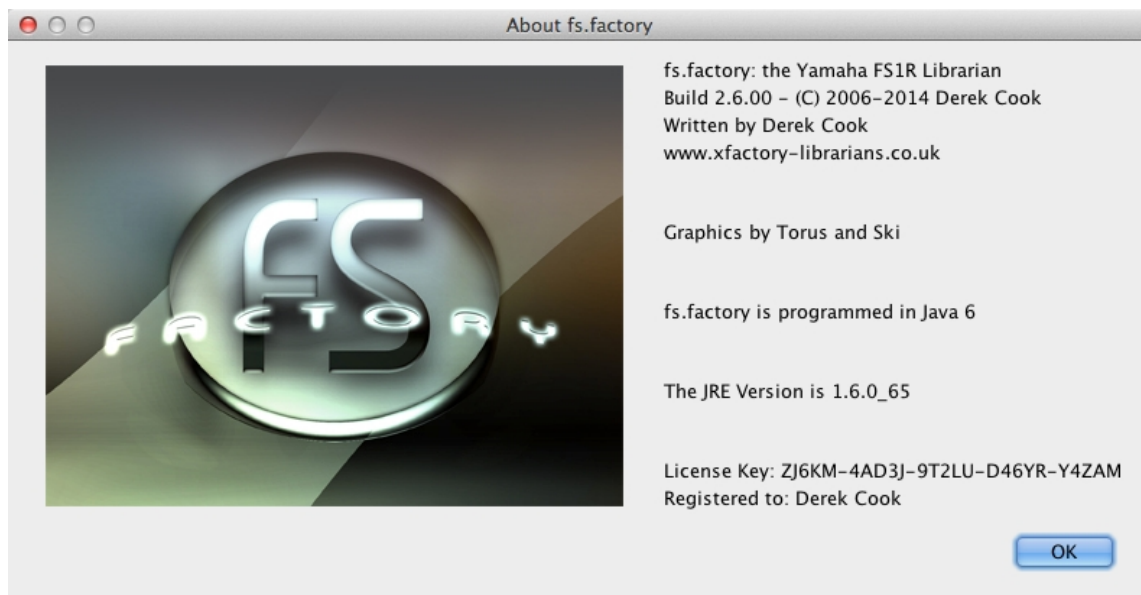 About fs.factory
FS
FACTORY
fs.factory: the Yamaha FS1R Librarian
Build 2.6.00 - (C) 2006-2014 Derek Cook
Written by Derek Cook
www.xfactory-librarians.co.uk
Graphics by Torus and Ski
fs.factory is programmed in Java 6
The JRE Version is 1.6.0_65
License Key: ZJ6KM-4AD3J-9T2LU-D46YR-Y4ZAM
Registered to: Derek Cook
OK